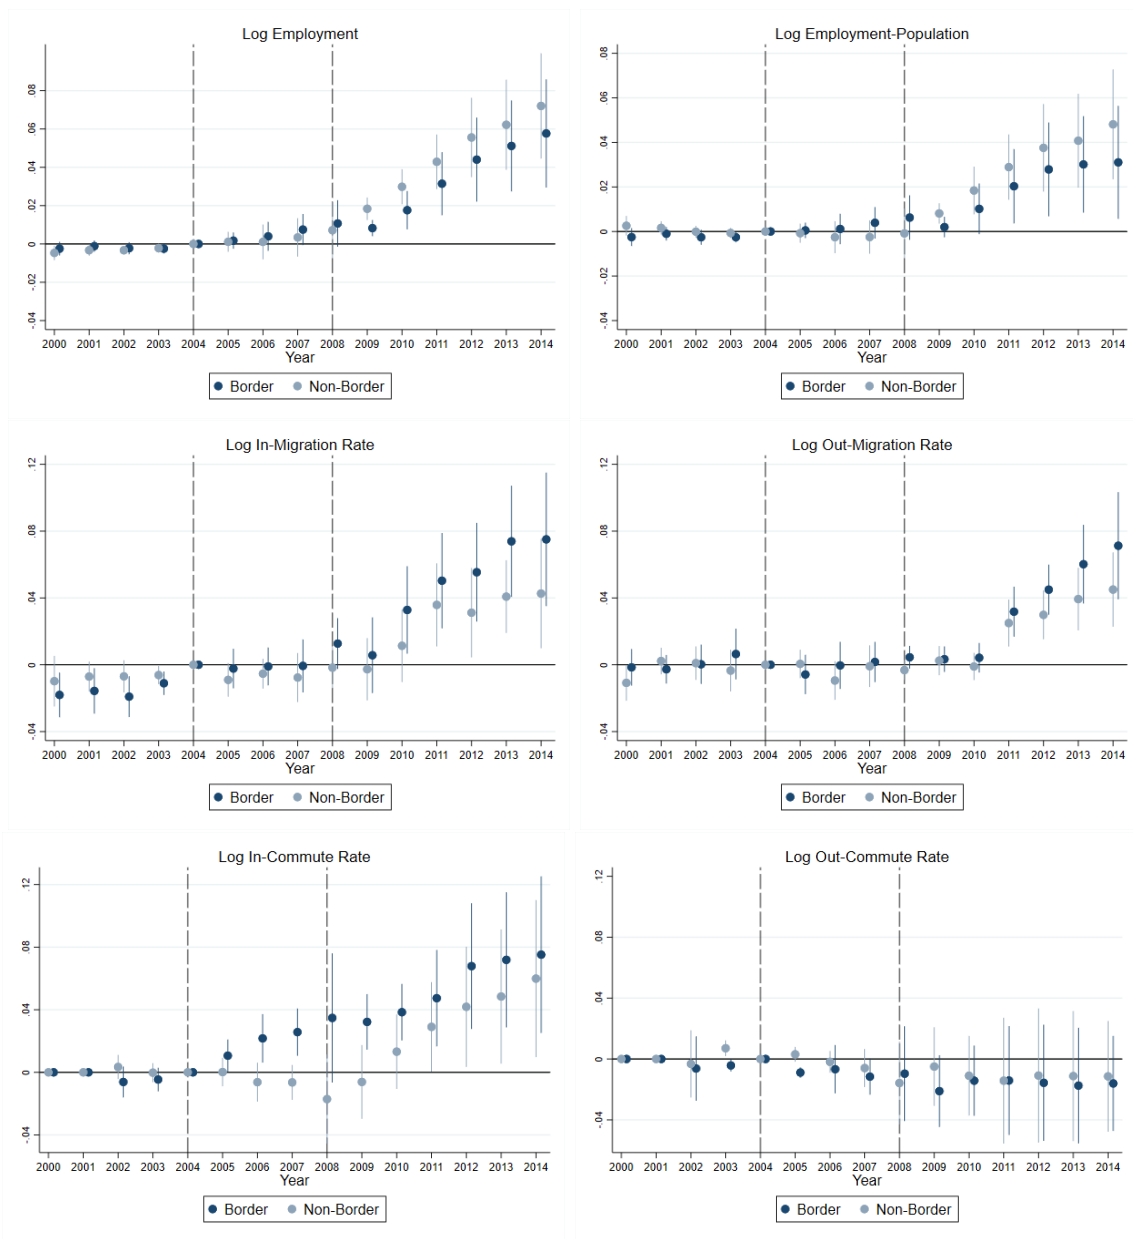 Log Employment
.08
.06
.04
.02
0
-.02
-.04
2000 2001 2002 2003 2004 2005 2006 2007 2008 2009 2010 2011 2012 2013 2014
Year
Border Non-Border
Log Employment-Population
.08
.06
.04
.02
0
-.02
-.04
2000 2001 2002 2003 2004 2005 2006 2007 2008 2009 2010 2011 2012 2013 2014
Year
Border Non-Border
Log In-Migration Rate
.12
.08
.04
0
-.04
2000 2001 2002 2003 2004 2005 2006 2007 2008 2009 2010 2011 2012 2013 2014
Year
Border Non-Border
Log Out-Migration Rate
.12
.08
.04
0
-.04
2000 2001 2002 2003 2004 2005 2006 2007 2008 2009 2010 2011 2012 2013 2014
Year
Border Non-Border
Log In-Commute Rate
.12
.08
.04
0
-.04
2000 2001 2002 2003 2004 2005 2006 2007 2008 2009 2010 2011 2012 2013 2014
Year
Border Non-Border
Log Out-Commute Rate
.12
.08
.04
0
-.04
2000 2001 2002 2003 2004 2005 2006 2007 2008 2009 2010 2011 2012 2013 2014
Year
Border Non-Border